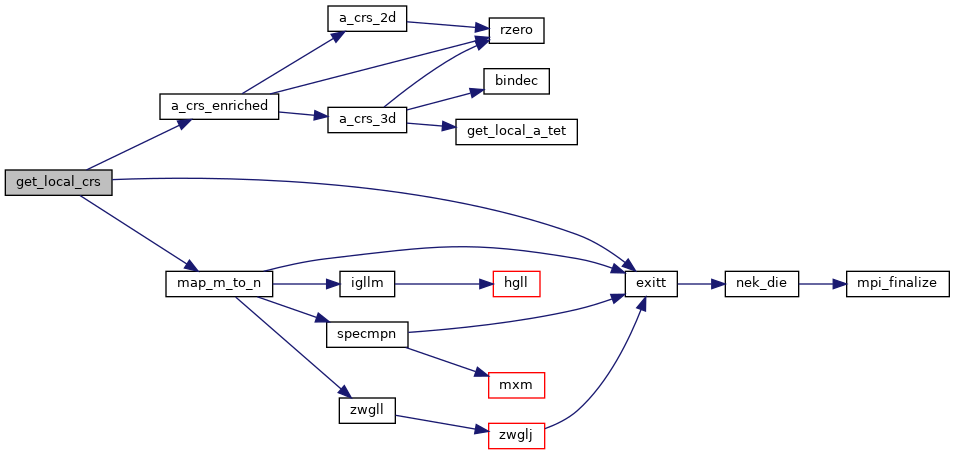 a_crs_2d
rzero
bindec
a_crs_enriched
a_crs_3d
get_local_a_tet
get_local_crs
map_m_to_n
igllm
hgll
exitt
nek_die
mpi_finalize
specmpn
mxm
zwgll
zwglj